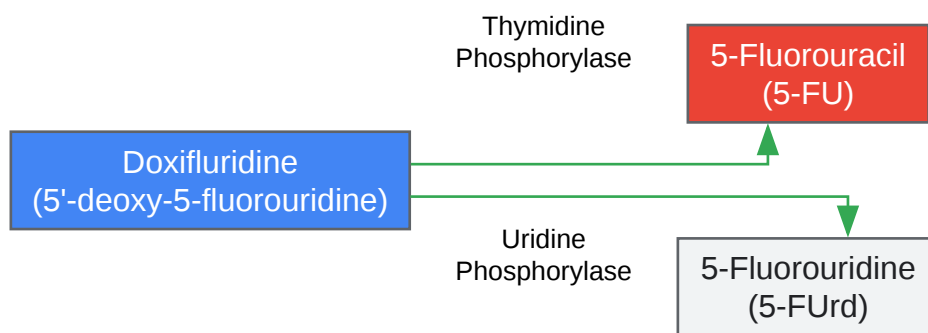 Thymidine
Phosphorylase
5-Fluorouracil
(5-FU)
Doxifluridine
(5'-deoxy-5-fluorouridine)
Uridine
Phosphorylase
5-Fluorouridine
(5-FUrd)